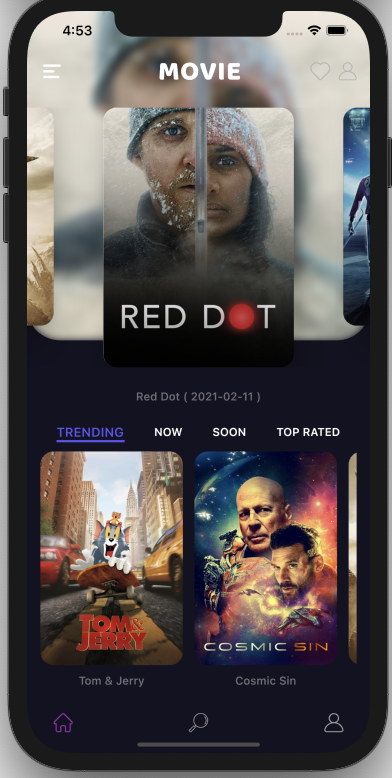 4:53
MOVIE
RED DOT
Red Dot ( 2021-02-11 )
TRENDING NOW SOON TOP RATED
TOM &
JERRY
COSMIC SIN
Tom & Jerry Cosmic Sin